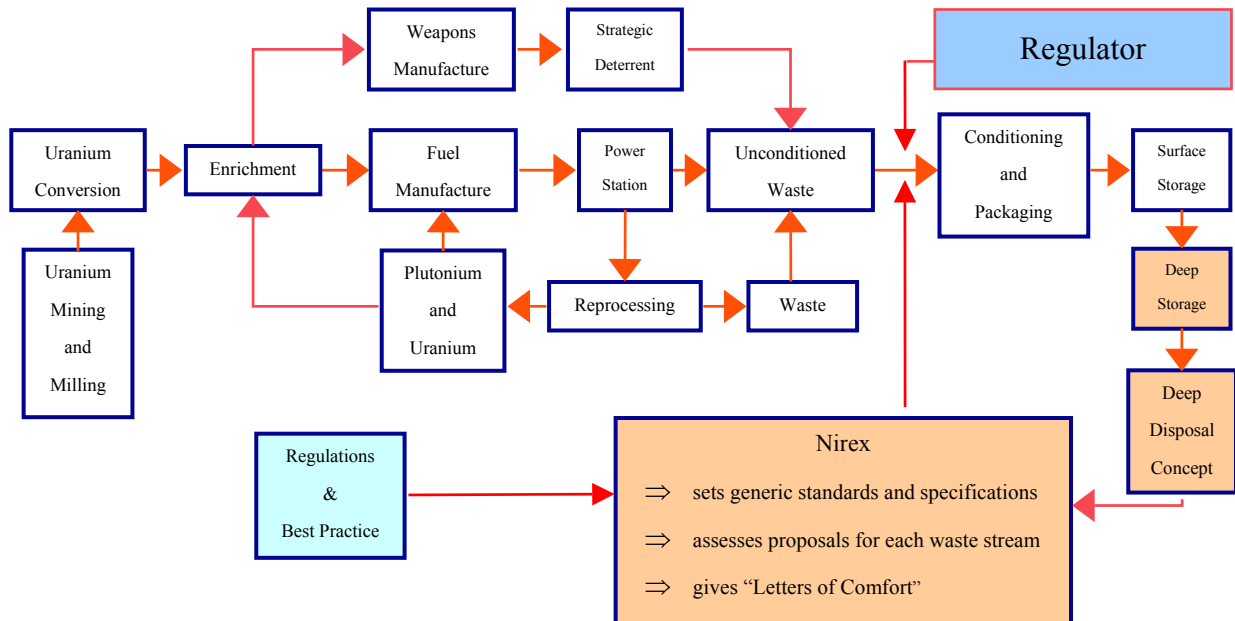 Weapons
Manufacture
Strategic
Deterrent
Regulator
Uranium
Conversion
Enrichment
Fuel
Manufacture
Power
Station
Unconditioned
Waste
Conditioning
and
Packaging
Surface
Storage
Uranium
Mining
and
Milling
Plutonium
and
Uranium
Reprocessing
Waste
Deep
Storage
Deep
Disposal
Concept
Regulations
&
Best Practice
Nirex
⇒ sets generic standards and specifications
⇒ assesses proposals for each waste stream
⇒ gives “Letters of Comfort”